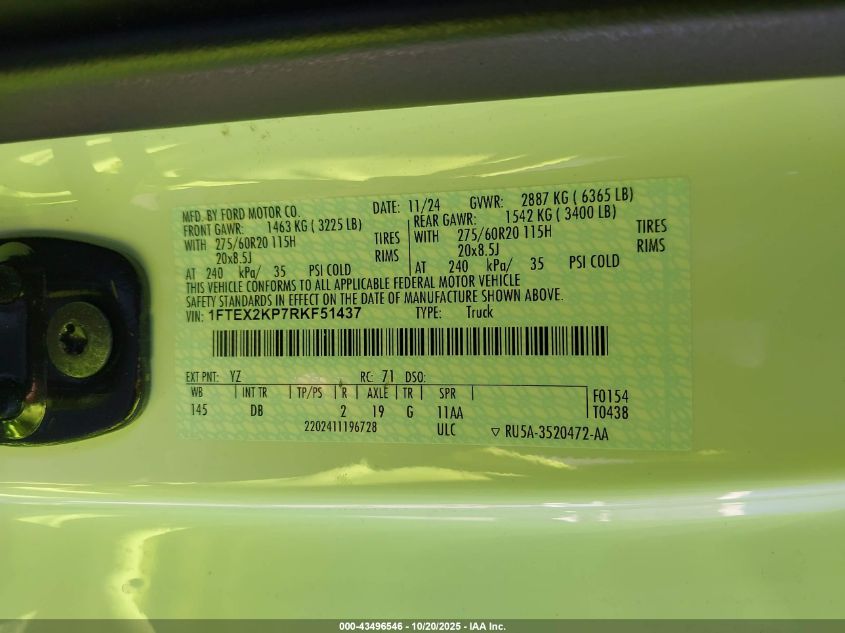 MFD. BY FORD MOTOR CO. DATE: 11/24 GVWR: 2887 KG ( 6365 LB)
FRONT GAWR: 1463 KG ( 3225 LB) REAR GAWR: 1542 KG ( 3400 LB)
WITH 275/60R20 115H TIRES WITH 275/60R20 115H TIRES
20x8.5J RIMS 20x8.5J RIMS
AT 240 kPa/ 35 PSI COLD AT 240 kPa/ 35 PSI COLD
THIS VEHICLE CONFORMS TO ALL APPLICABLE FEDERAL MOTOR VEHICLE
SAFETY STANDARDS IN EFFECT ON THE DATE OF MANUFACTURE SHOWN ABOVE.
VIN: 1FTEX2KP7RKF51437 TYPE: Truck
EXT PNT: YZ RC: 71 DSO:
WB | INT TR | TP/PS | R | AXLE | TR | SPR | F0154
145 DB 2 19 G 11AA T0438
2202411196728 ULC ▽ RU5A-3520472-AA
000-43496546 - 10/20/2025 - IAA Inc.